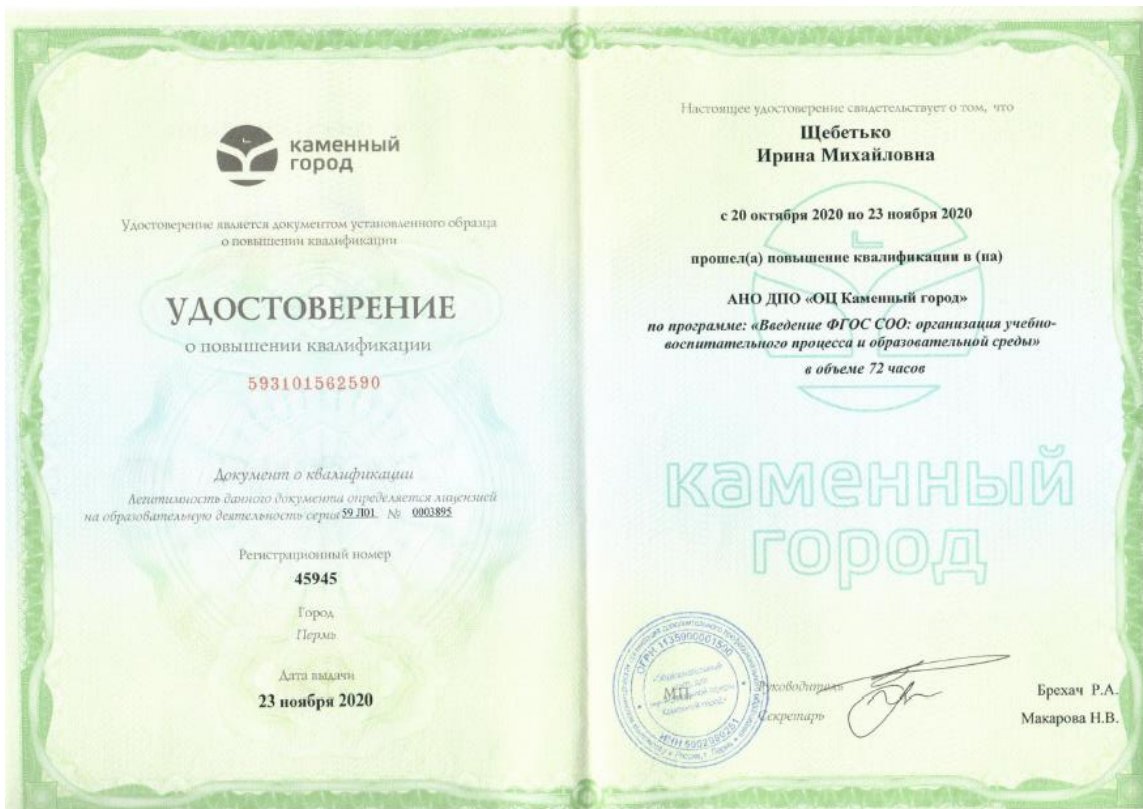 каменный
город
Удостоверение является документом установленного образца
о повышении квалификации
УДОСТОВЕРЕНИЕ
о повышении квалификации
593101562590
Документ о квалификации
Легитимность данного документа определяется лицензией
на образовательную деятельность серия 59 Л01 № 0003895
Регистрационный номер
45945
Город
Пермь
Дата выдачи
23 ноября 2020
Настоящее удостоверение свидетельствует о том, что
Щебетько
Ирина Михайловна
с 20 октября 2020 по 23 ноября 2020
прошел(а) повышение квалификации в (на)
АНО ДПО «ОЦ Каменный город»
по программе: «Введение ФГОС СОО: организация учебно-
воспитательного процесса и образовательной среды»
в объеме 72 часов
каменный
город
ОГРН 1135900001500
М.П.
Руководитель
Брехач Р.А.
Секретарь
Макарова Н.В.